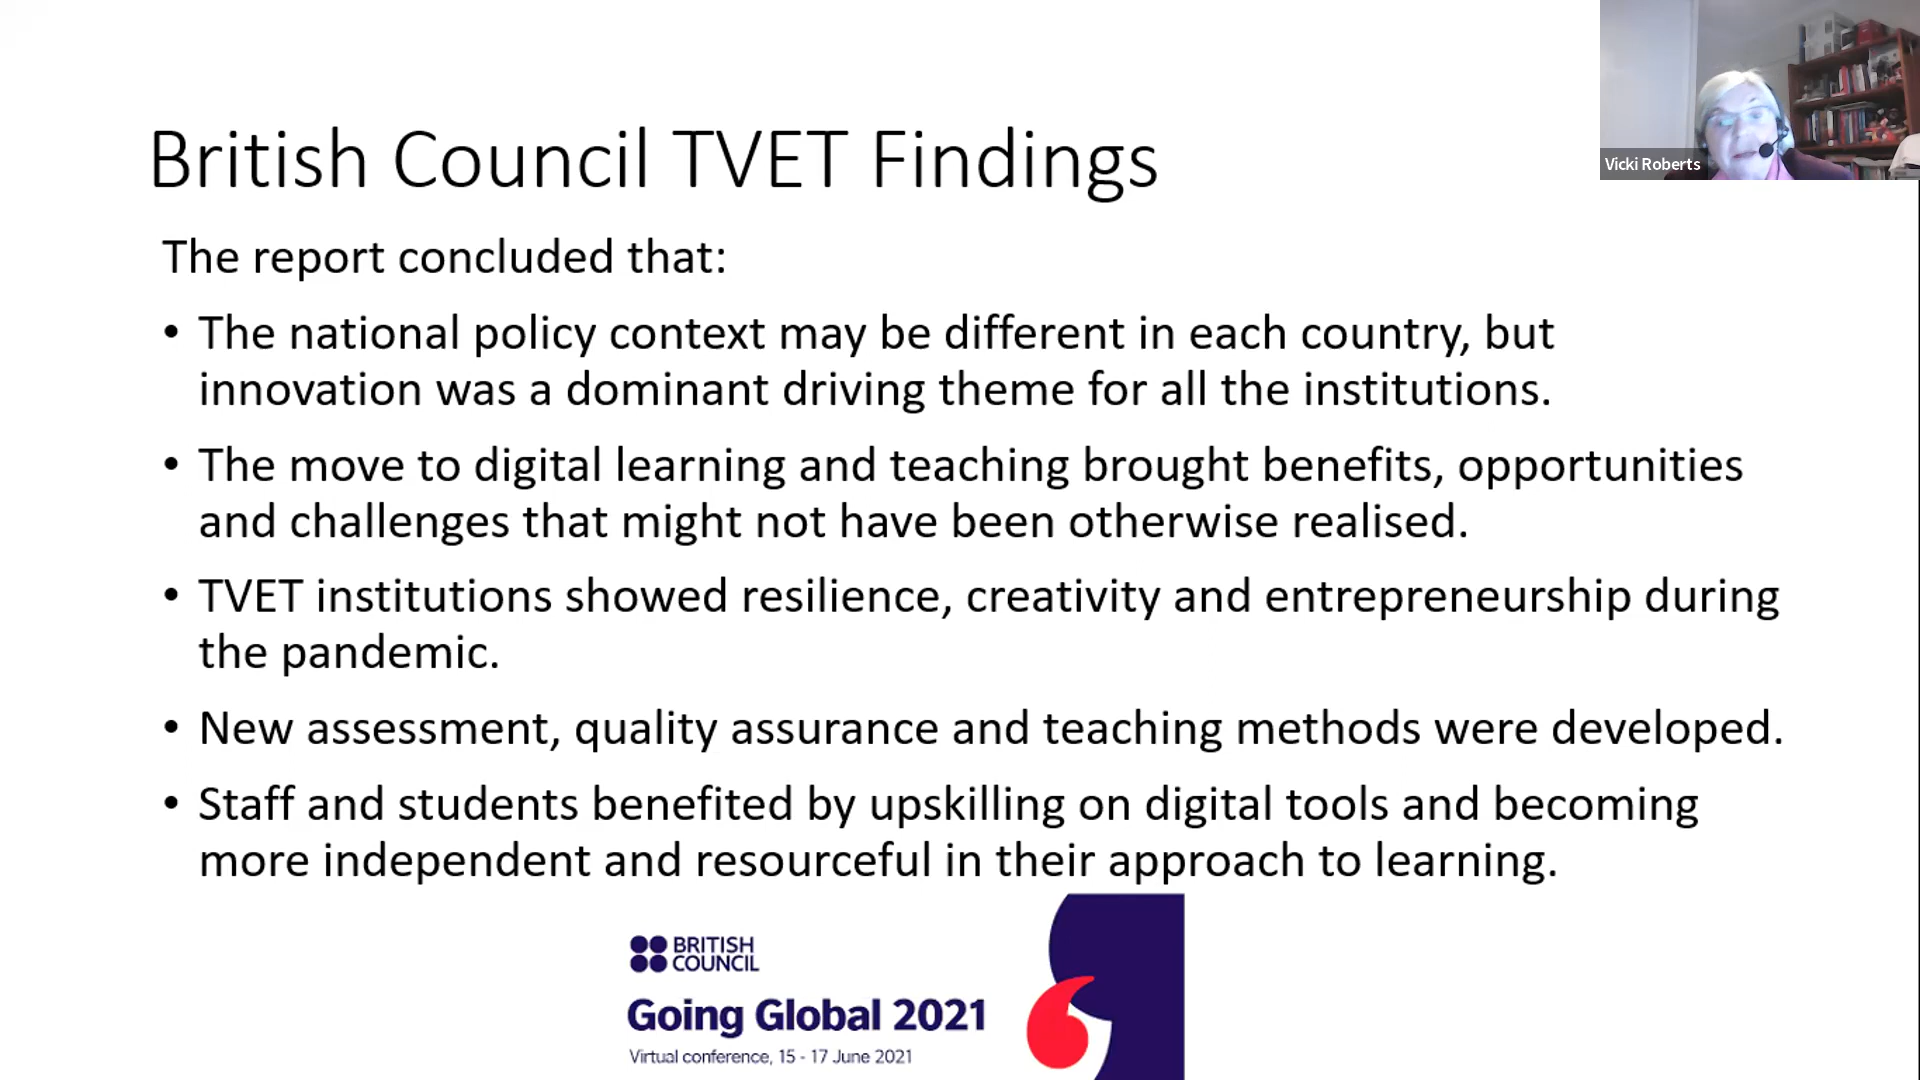 British Council TVET Findings
Vicki Roberts
The report concluded that:
• The national policy context may be different in each country, but
innovation was a dominant driving theme for all the institutions.
• The move to digital learning and teaching brought benefits, opportunities
and challenges that might not have been otherwise realised.
• TVET institutions showed resilience, creativity and entrepreneurship during
the pandemic.
• New assessment, quality assurance and teaching methods were developed.
• Staff and students benefited by upskilling on digital tools and becoming
more independent and resourceful in their approach to learning.
BRITISH
COUNCIL
Going Global 2021
Virtual conference, 15 - 17 June 2021